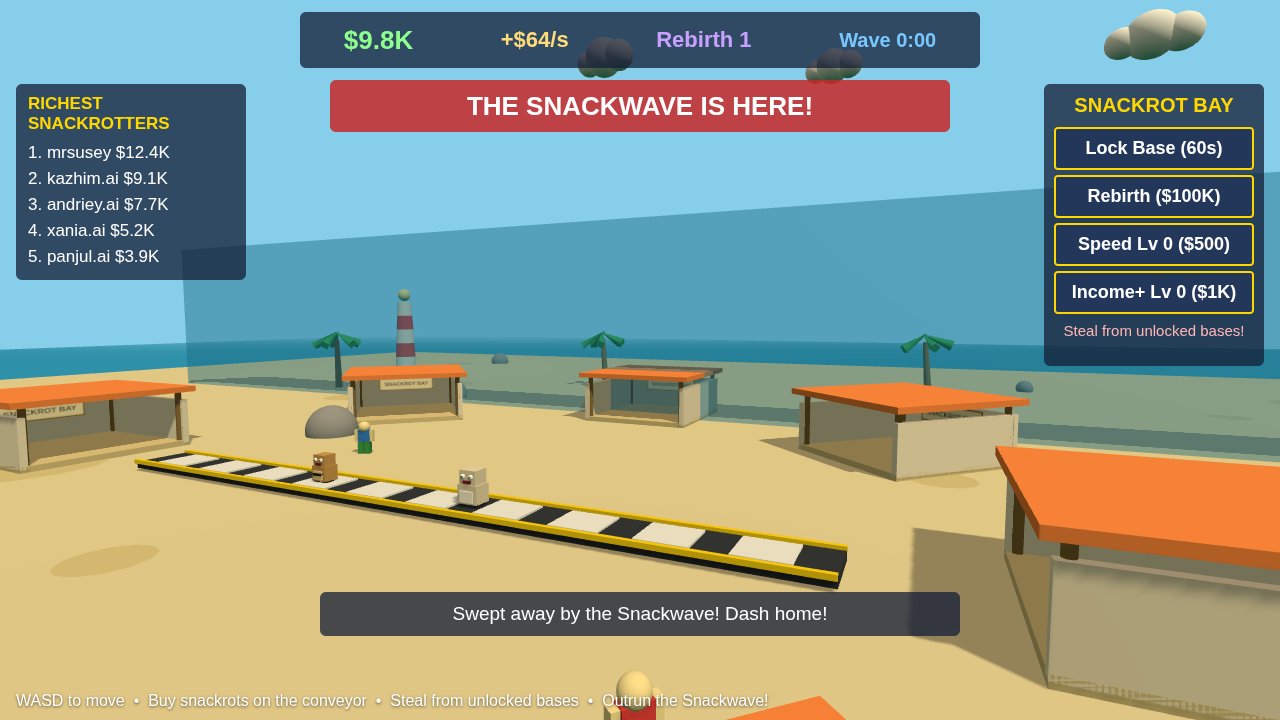 $9.8K
+$64/s
Rebirth 1
Wave 0:00
THE SNACKWAVE IS HERE!
RICHEST
SNACKROTTERS
1. mrsusey $12.4K
2. kazhim.ai $9.1K
3. andriey.ai $7.7K
4. xania.ai $5.2K
5. panjul.ai $3.9K
SNACKROT BAY
Lock Base (60s)
Rebirth ($100K)
Speed Lv 0 ($500)
Income+ Lv 0 ($1K)
Steal from unlocked bases!
SNACKROT BAY
SNACKROT BAY
SNACKROT
Swept away by the Snackwave! Dash home!
WASD to move • Buy snackrots on the conveyor • Steal from unlocked bases • Outrun the Snackwave!